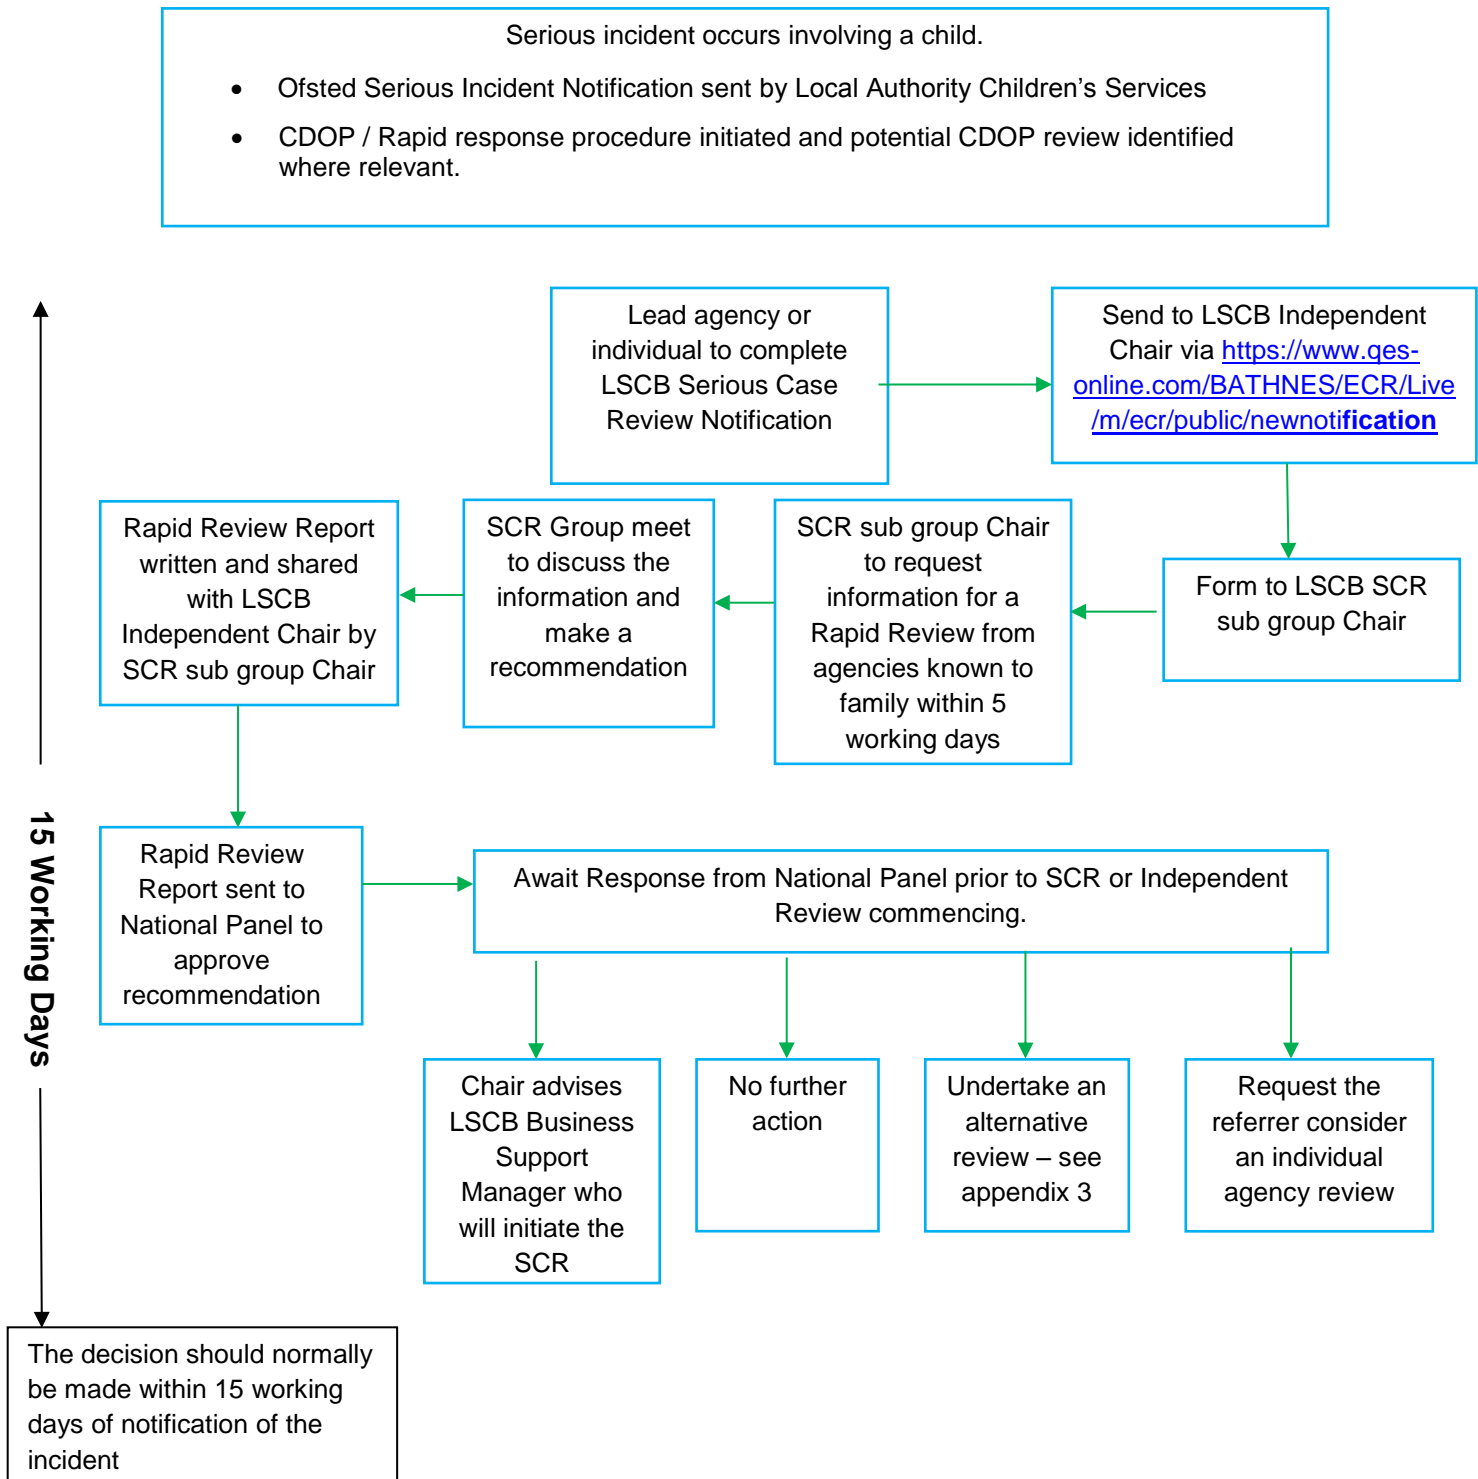 Serious incident occurs involving a child.
• Ofsted Serious Incident Notification sent by Local Authority Children’s Services
• CDOP / Rapid response procedure initiated and potential CDOP review identified
where relevant.
Lead agency or
individual to complete
LSCB Serious Case
Review Notification
Send to LSCB Independent
Chair via https://www.qes-
online.com/BATHNES/ECR/Live
/m/ecr/public/newnotification
Form to LSCB SCR
sub group Chair
SCR sub group Chair
to request
information for a
Rapid Review from
agencies known to
family within 5
working days
SCR Group meet
to discuss the
information and
make a
recommendation
Rapid Review Report
written and shared
with LSCB
Independent Chair by
SCR sub group Chair
15 Working Days
Rapid Review
Report sent to
National Panel to
approve
recommendation
Await Response from National Panel prior to SCR or Independent
Review commencing.
Chair advises
LSCB Business
Support
Manager who
will initiate the
SCR
No further
action
Undertake an
alternative
review – see
appendix 3
Request the
referrer consider
an individual
agency review
The decision should normally
be made within 15 working
days of notification of the
incident